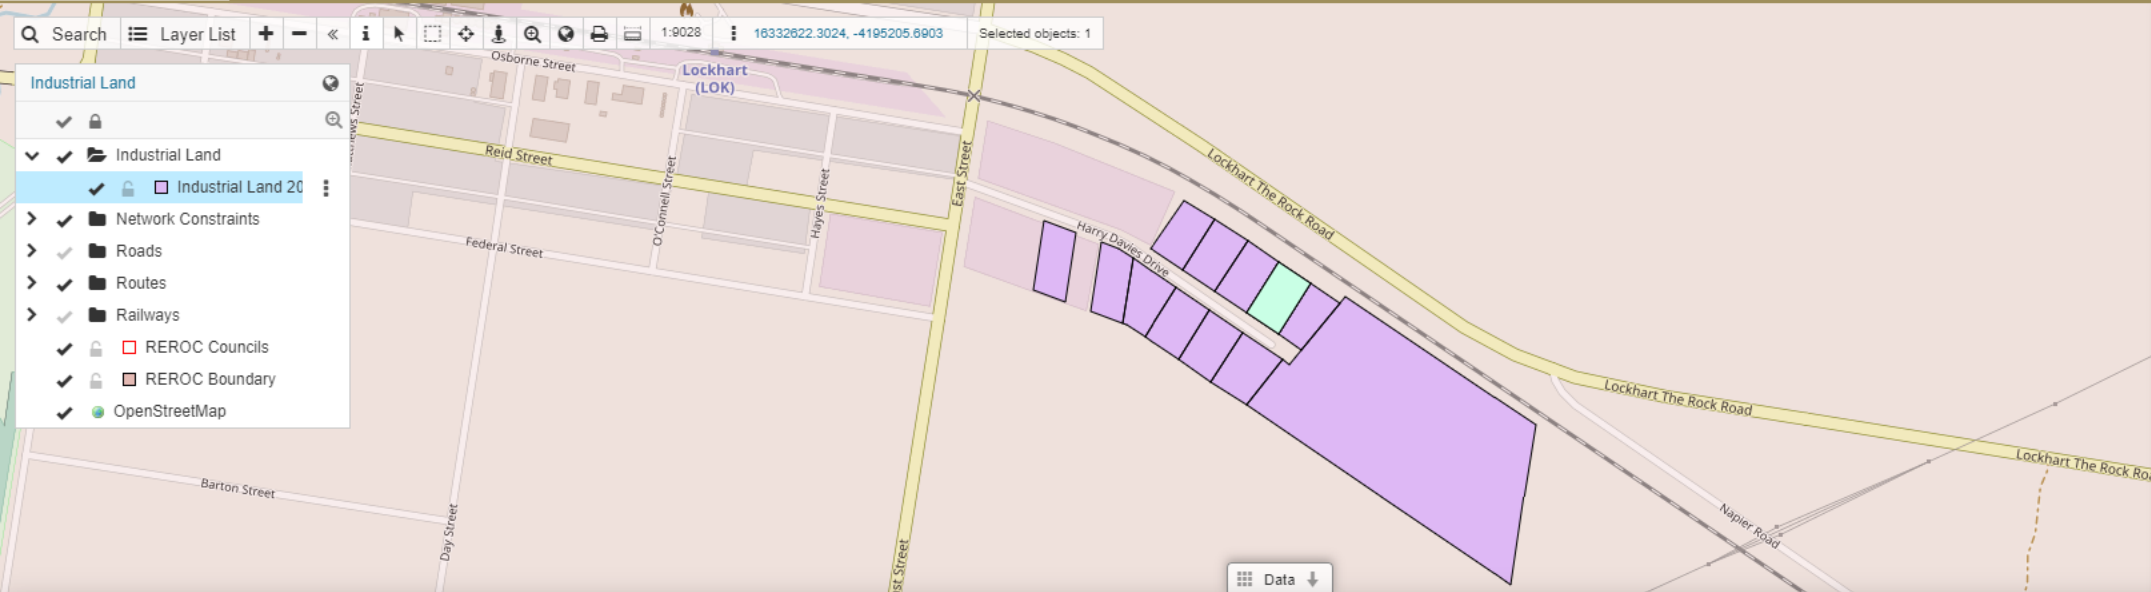 Search
Layer List
1:9028
16332622.3024, -4195205.6903
Selected objects: 1
Industrial Land
Industrial Land
Industrial Land 20
Network Constraints
Roads
Routes
Railways
REROC Councils
REROC Boundary
OpenStreetMap
Osborne Street
Lockhart
(LOK)
Reid Street
O'Connell Street
Hayes Street
East Street
Federal Street
Harry Davies Drive
Lockhart The Rock Road
Lockhart The Rock Road
Lockhart The Rock Ro
Napier Road
Barton Street
Day Street
st Street
Data